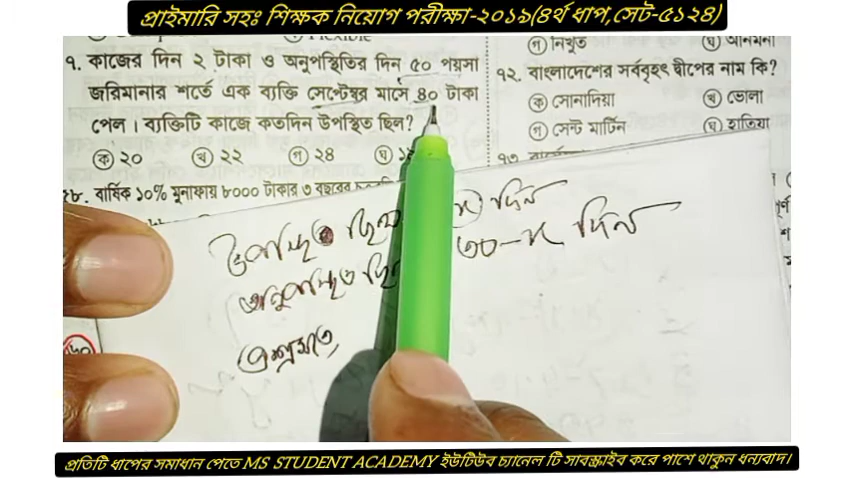 প্রাইমারি সহঃ শিক্ষক নিয়োগ পরীক্ষা-২০১৯(৪র্থ ধাপ,সেট-৫১২৪)
৭. কাজের দিন ২ টাকা ও অনুপস্থিতির দিন ৫০ পয়সা
জরিমানার শর্তে এক ব্যক্তি সেপ্টেম্বর মাসে ৪০ টাকা
পেল। ব্যক্তিটি কাজে কতদিন উপস্থিত ছিল?
ক ২০ খ ২২ গ ২৪ ঘ
৫৮. বার্ষিক ১০% মুনাফায় ৮০০০ টাকার ৩ বছরের
গ নিখুত ঘ আনমনা
৭২. বাংলাদেশের সর্ববৃহৎ দ্বীপের নাম কি?
ক সোনাদিয়া খ ভোলা
গ সেন্ট মার্টিন ঘ হাতিয়া
৭৩.
উপস্থিত ছিল x দিন
অনুপস্থিত ছিল ৩০-x দিন
প্রশ্নমতে,
প্রতিটি ধাপের সমাধান পেতে MS STUDENT ACADEMY ইউটিউব চ্যানেল টি সাবস্ক্রাইব করে পাশে থাকুন ধন্যবাদ।